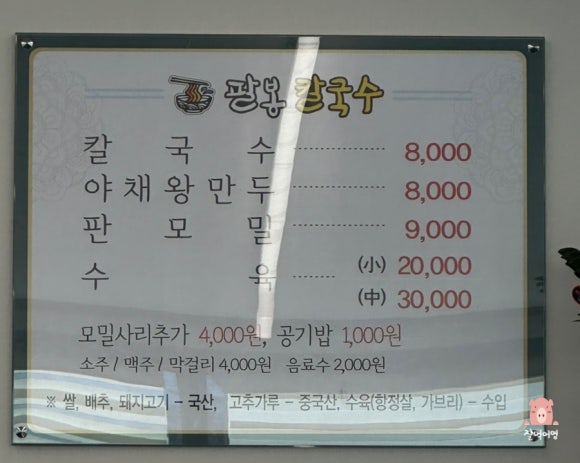 팔봉칼국수
칼국수 8,000
야채왕만두 8,000
판모밀 9,000
수육 (小) 20,000
(中) 30,000
모밀사리추가 4,000원, 공기밥 1,000원
소주 / 맥주 / 막걸리 4,000원 음료수 2,000원
※ 쌀, 배추, 돼지고기 – 국산, 고추가루 – 중국산, 수육(항정살, 가브리) – 수입
잘먹어영